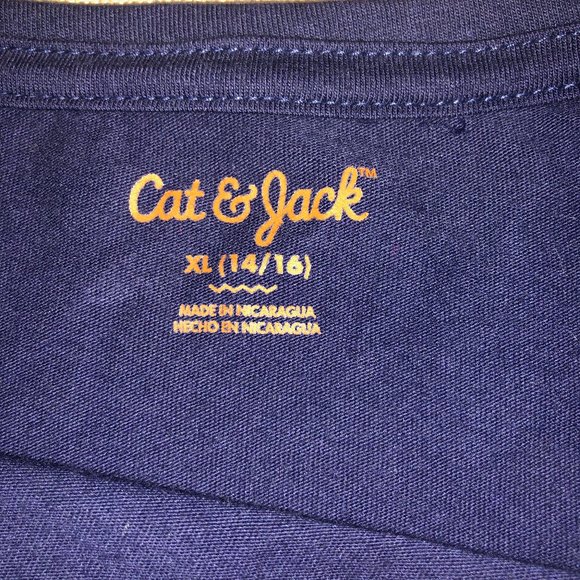 Cat & Jack™
XL (14/16)
MADE IN NICARAGUA
HECHO EN NICARAGUA